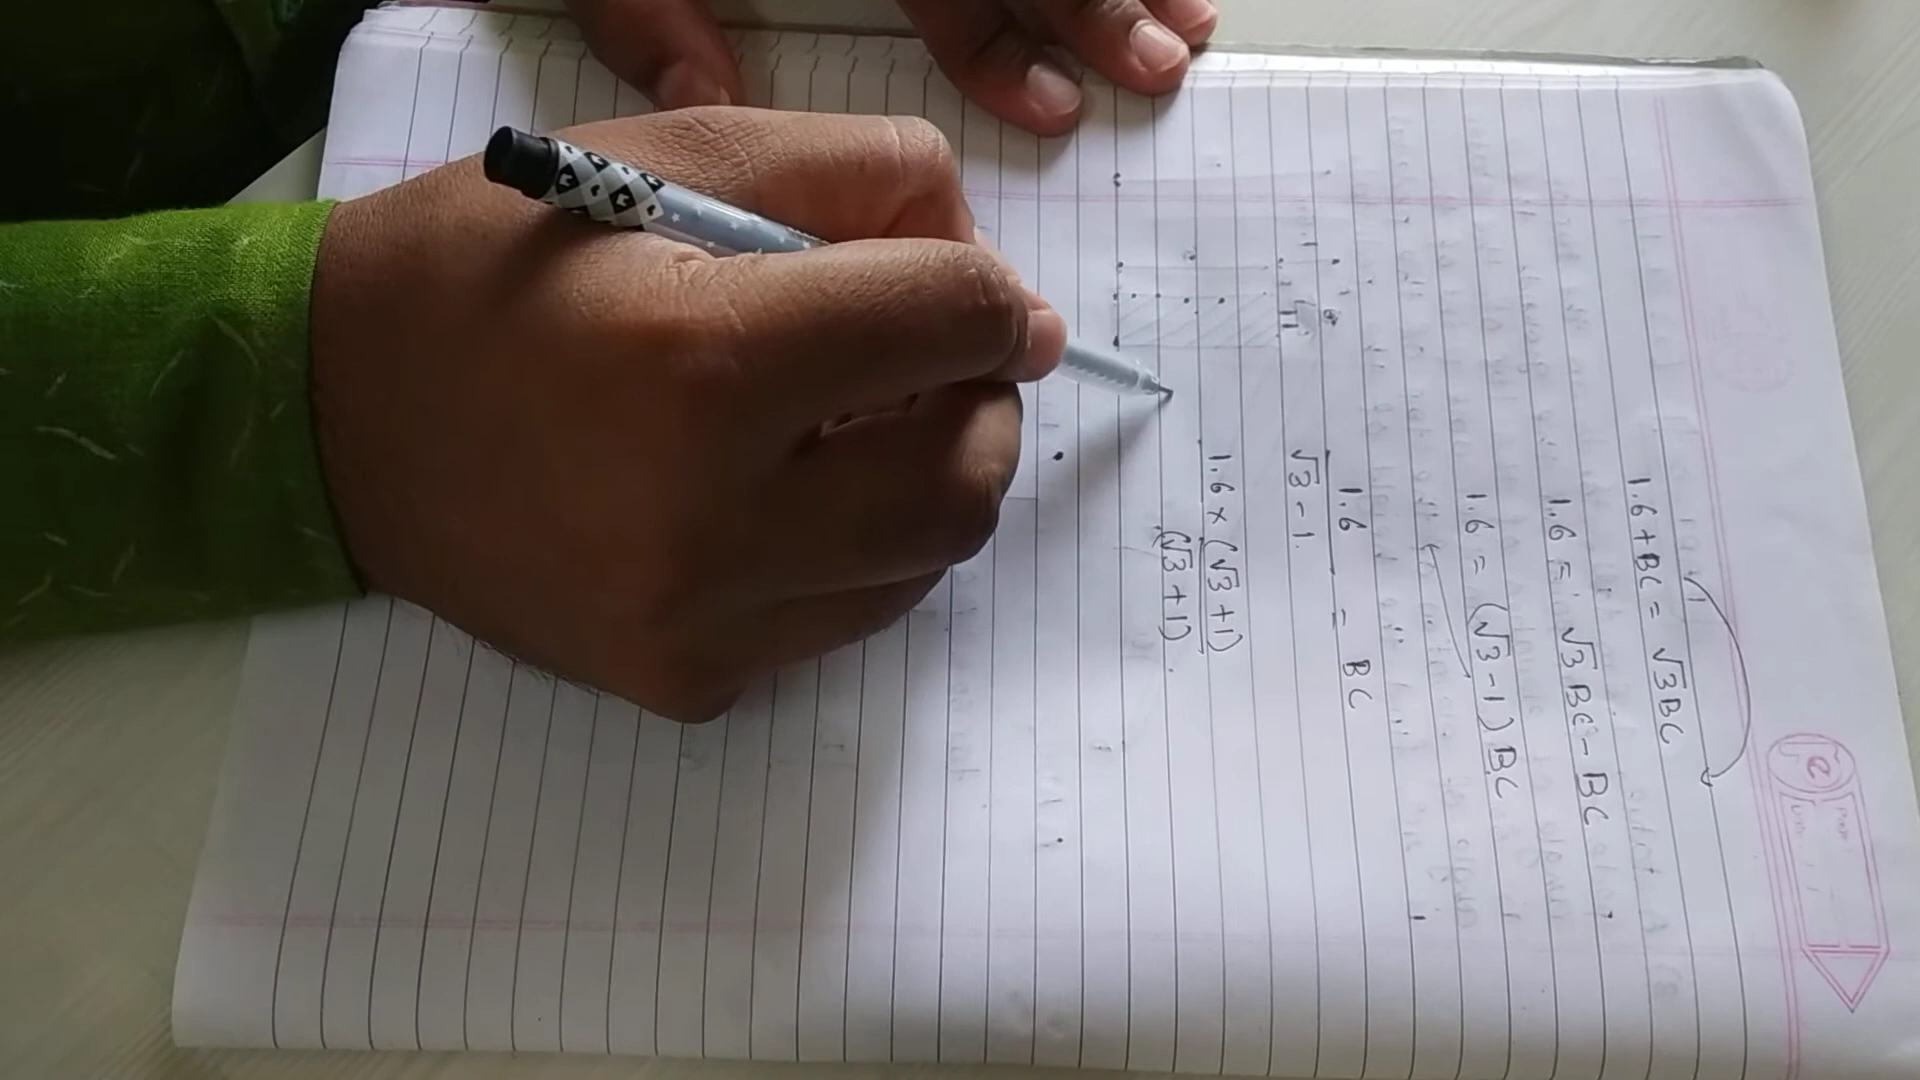 1.6 + BC = √3 BC
1.6 = √3 BC - BC
1.6 = (√3 - 1) BC
1.6 = BC
√3 - 1.
1.6 × (√3 + 1)
(√3 + 1).